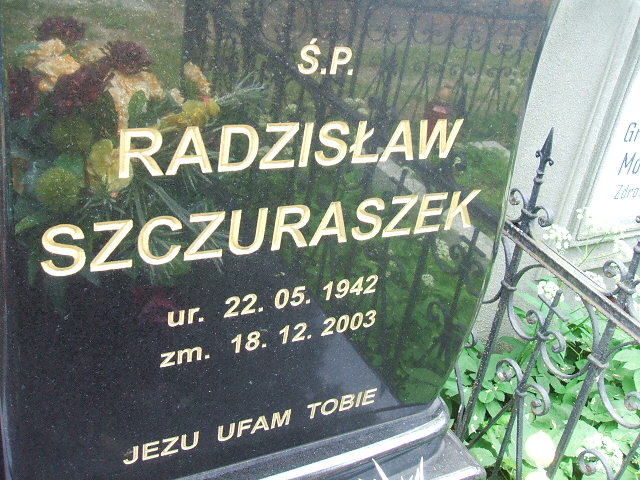 Ś.P.
RADZISŁAW
SZCZURASZEK
ur. 22. 05. 1942
zm. 18. 12. 2003
JEZU UFAM TOBIE